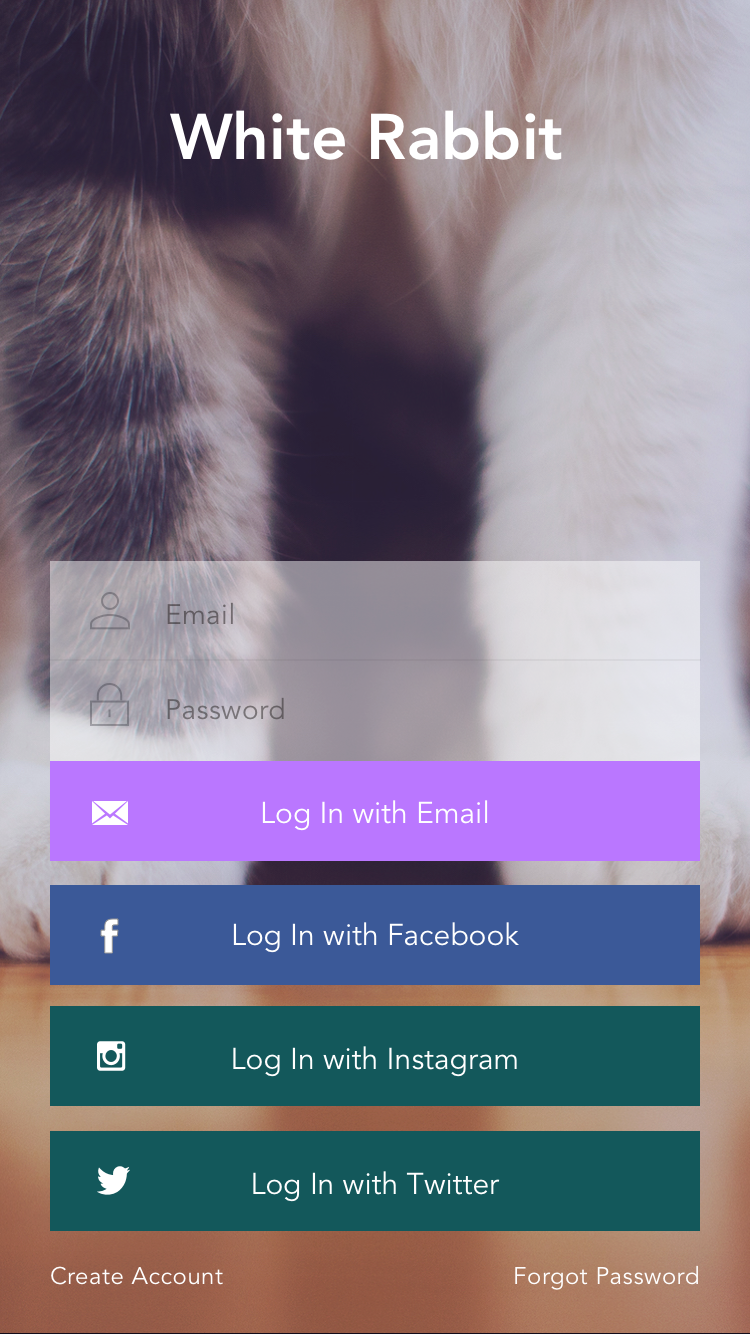 White Rabbit
Email
Password
Log In with Email
Log In with Facebook
Log In with Instagram
Log In with Twitter
Create Account
Forgot Password